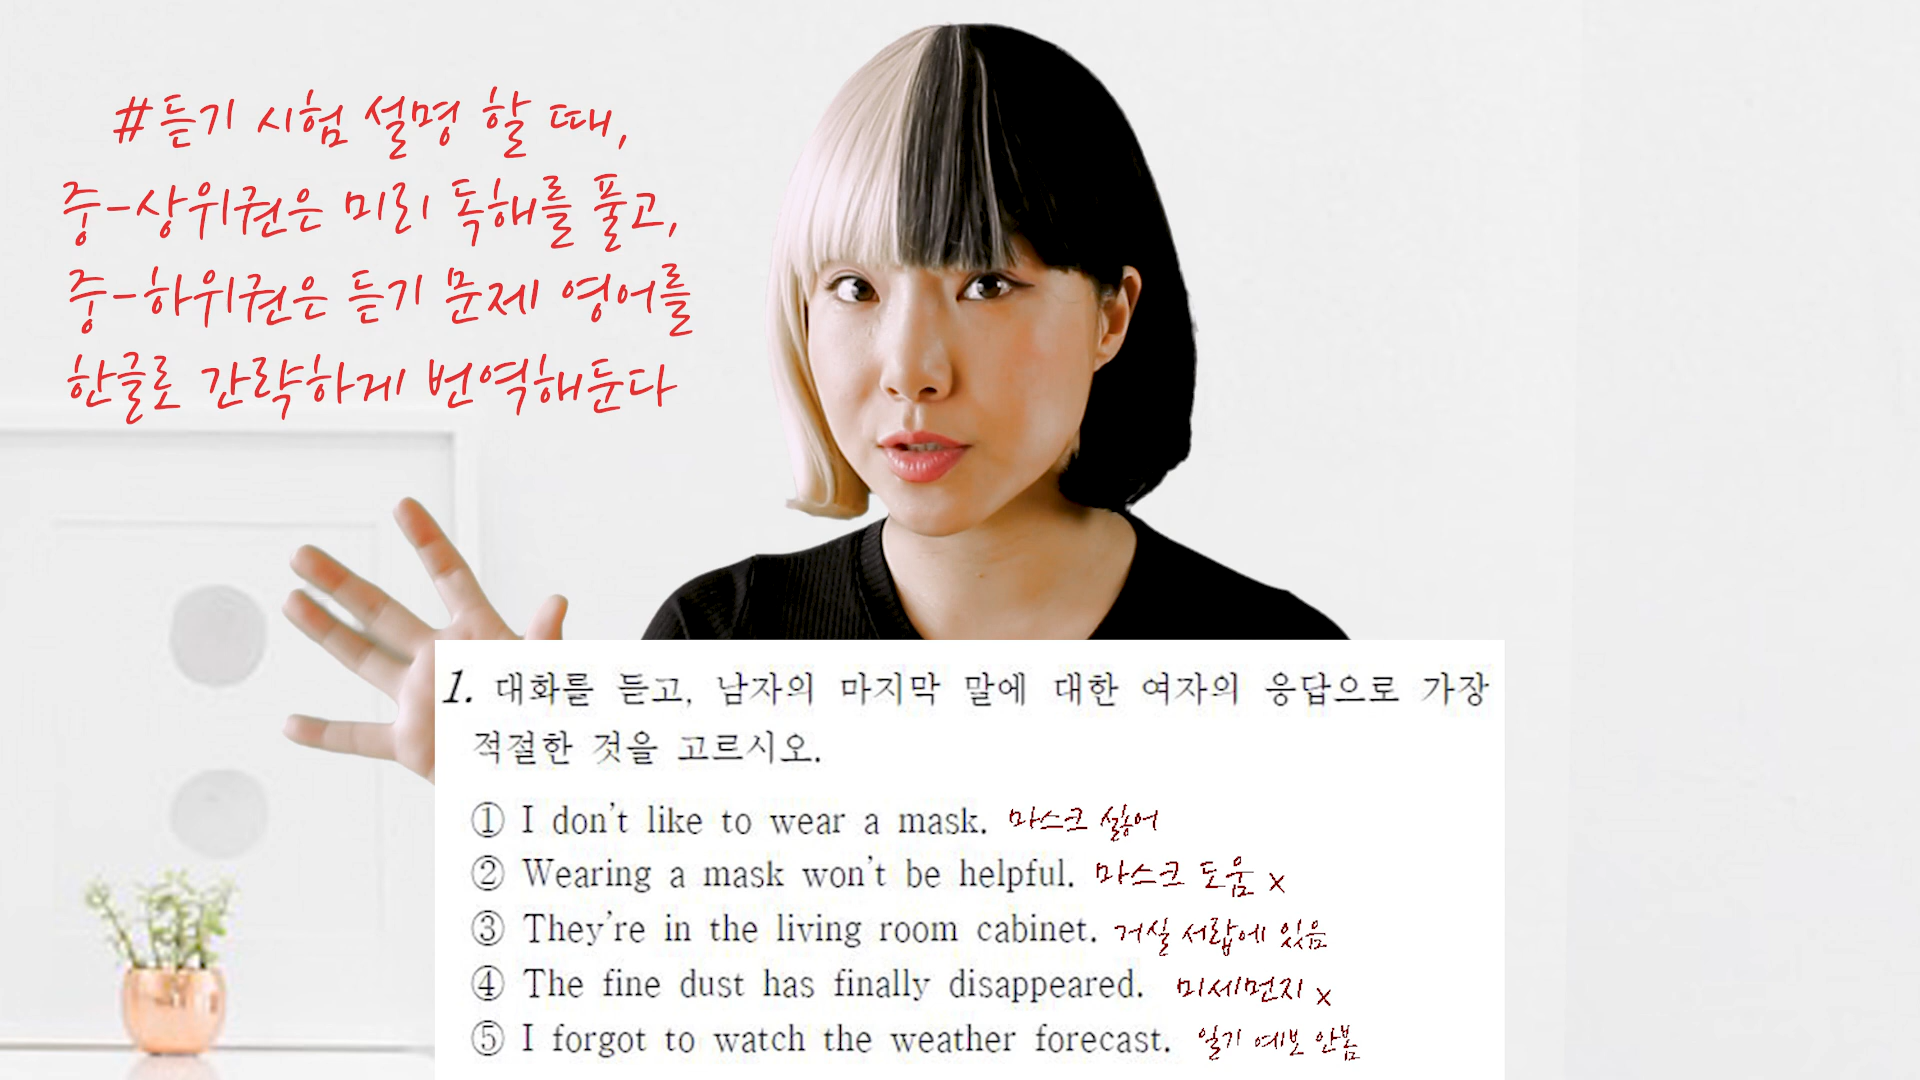 #듣기 시험 설명 할 때,
중-상위권은 미리 독해를 풀고,
중-하위권은 듣기 문제 영어를
한글로 간략하게 번역해둔다
1. 대화를 듣고, 남자의 마지막 말에 대한 여자의 응답으로 가장
적절한 것을 고르시오.
① I don't like to wear a mask. 마스크 싫어
② Wearing a mask won't be helpful. 마스크 도움 x
③ They're in the living room cabinet. 거실 서랍에 있음
④ The fine dust has finally disappeared. 미세먼지 x
⑤ I forgot to watch the weather forecast. 일기 예보 안봄